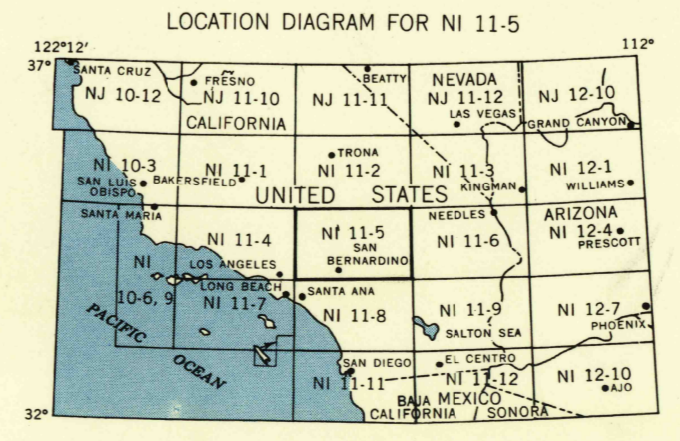 LOCATION DIAGRAM FOR NI 11-5
122°12'
112°
37°
SANTA CRUZ
FRESNO
BEATTY
NEVADA
NJ 10-12
NJ 11-10
NJ 11-11
NJ 11-12
NJ 12-10
LAS VEGAS
GRAND CANYON
CALIFORNIA
TRONA
NI 10-3
NI 11-1
NI 11-2
NI 11-3
NI 12-1
SAN LUIS
OBISPO
BAKERSFIELD
KINGMAN
WILLIAMS
UNITED STATES
SANTA MARIA
NEEDLES
ARIZONA
NI 11-4
NI 11-5
NI 11-6
NI 12-4
PRESCOTT
SAN
BERNARDINO
LOS ANGELES
NI
10-6, 9
LONG BEACH
SANTA ANA
NI 11-7
NI 11-8
NI 11-9
NI 12-7
PHOENIX
SALTON SEA
PACIFIC
OCEAN
SAN DIEGO
EL CENTRO
NI 11-11
NI 11-12
NI 12-10
AJO
BAJA
CALIFORNIA
MEXICO
SONORA
32°